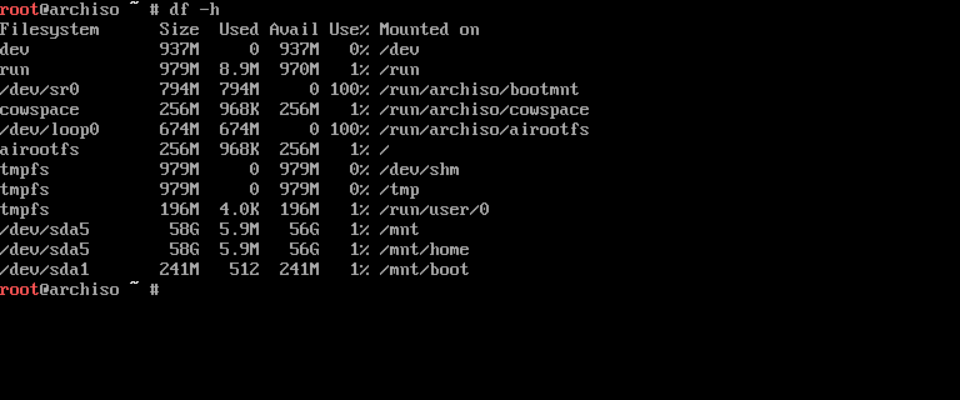 root@archiso ~ # df -h
Filesystem      Size  Used Avail Use% Mounted on
dev             937M     0  937M   0% /dev
run             979M  8.9M  970M   1% /run
/dev/sr0        794M  794M     0 100% /run/archiso/bootmnt
cowspace        256M  968K  256M   1% /run/archiso/cowspace
/dev/loop0      674M  674M     0 100% /run/archiso/airootfs
airootfs        256M  968K  256M   1% /
tmpfs           979M     0  979M   0% /dev/shm
tmpfs           979M     0  979M   0% /tmp
tmpfs           196M  4.0K  196M   1% /run/user/0
/dev/sda5        58G  5.9M   56G   1% /mnt
/dev/sda5        58G  5.9M   56G   1% /mnt/home
/dev/sda1       241M   512  241M   1% /mnt/boot
root@archiso ~ #